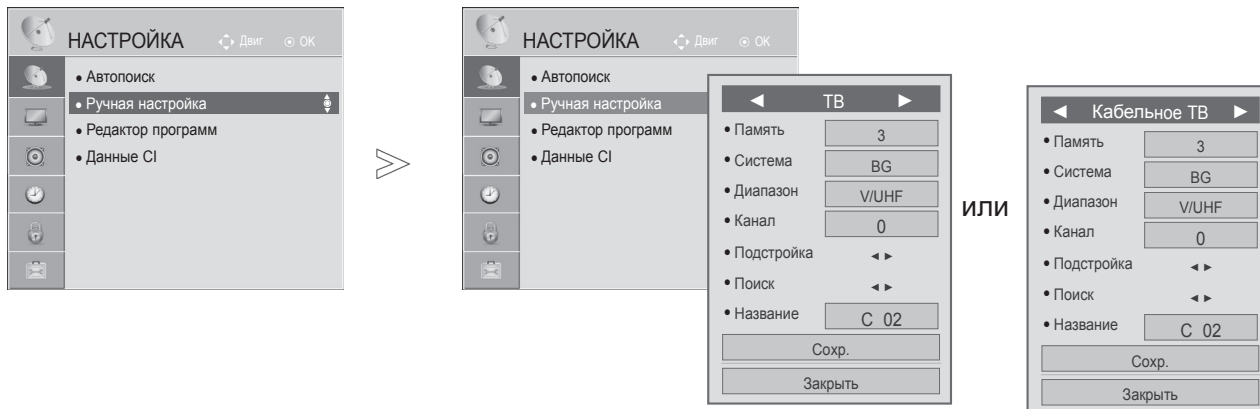 НАСТРОЙКА Двиг ОК
• Автопоиск
• Ручная настройка
• Редактор программ
• Данные CI
НАСТРОЙКА Двиг ОК
• Автопоиск
• Ручная настройка
• Редактор программ
• Данные CI
◄ ТВ ►
• Память 3
• Система BG
• Диапазон V/UHF
• Канал 0
• Подстройка ◄ ►
• Поиск ◄ ►
• Название C 02
Сохр.
Закрыть
или
◄ Кабельное ТВ ►
• Память 3
• Система BG
• Диапазон V/UHF
• Канал 0
• Подстройка ◄ ►
• Поиск ◄ ►
• Название C 02
Сохр.
Закрыть